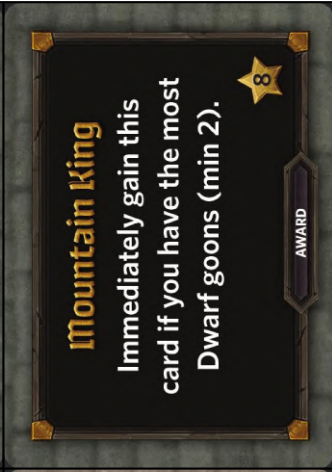 Mountain King
Immediately gain this
card if you have the most
Dwarf goons (min 2).
8
AWARD